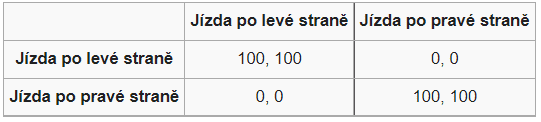 Jízda po levé straně Jízda po pravé straně
Jízda po levé straně 100, 100 0, 0
Jízda po pravé straně 0, 0 100, 100